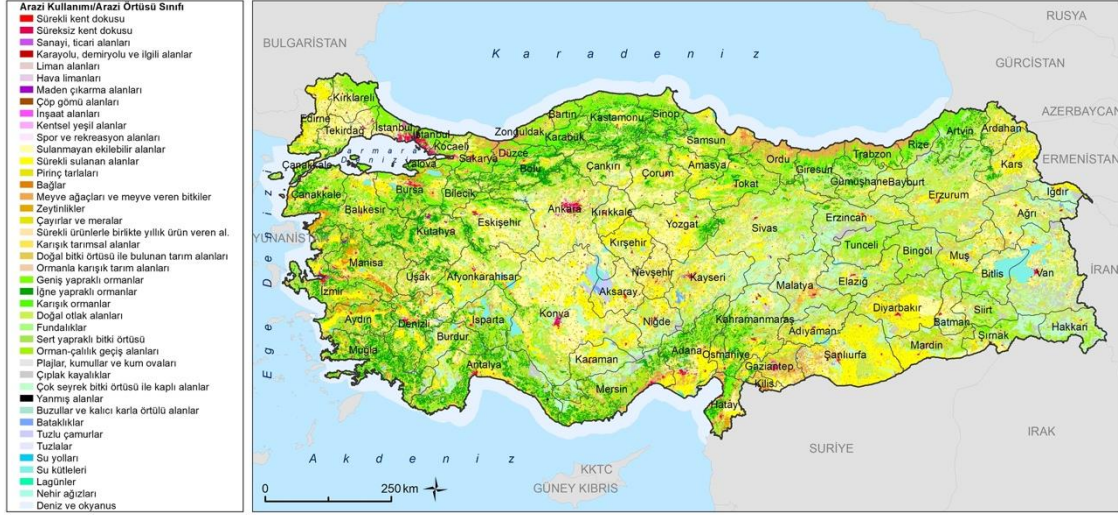 Arazi Kullanımı/Arazi Örtüsü Sınıfı
Sürekli kent dokusu
Süreksiz kent dokusu
Sanayi, ticari alanları
Karayolu, demiryolu ve ilgili alanlar
Liman alanları
Hava limanları
Maden çıkarma alanları
Çöp gömü alanları
İnşaat alanları
Kentsel yeşil alanlar
Spor ve rekreasyon alanları
Sulanmayan ekilebilir alanlar
Sürekli sulanan alanlar
Pirinç tarlaları
Bağlar
Meyve ağaçları ve meyve veren bitkiler
Zeytinlikler
Çayırlar ve meralar
Sürekli ürünlerle birlikte yıllık ürün veren al.
Karışık tarımsal alanlar
Doğal bitki örtüsü ile bulunan tarım alanları
Ormanla karışık tarım alanları
Geniş yapraklı ormanlar
İğne yapraklı ormanlar
Karışık ormanlar
Doğal otlak alanları
Fundalıklar
Sert yapraklı bitki örtüsü
Orman-çalılık geçiş alanları
Plajlar, kumullar ve kum ovaları
Çıplak kayalıklar
Çok seyrek bitki örtüsü ile kaplı alanlar
Yanmış alanlar
Buzullar ve kalıcı karla örtülü alanlar
Bataklıklar
Tuzlu çamurlar
Tuzlalar
Su yolları
Su kütleleri
Lagünler
Nehir ağızları
Deniz ve okyanus
RUSYA
BULGARİSTAN
Karadeniz
GÜRCİSTAN
AZERBAYCAN
ERMENİSTAN
İRAN
YUNANİSTAN
Marmara
Denizi
Ege Denizi
Kırklareli
Edirne
Tekirdağ
İstanbul
İstanbul
Kocaeli
Yalova
Sakarya
Düzce
Zonguldak
Bartın
Karabük
Kastamonu
Sinop
Samsun
Bolu
Çankırı
Çorum
Amasya
Tokat
Ordu
Giresun
Trabzon
Rize
Artvin
Ardahan
Kars
Gümüşhane
Bayburt
Erzurum
Iğdır
Ağrı
Çanakkale
Çanakkale
Balıkesir
Bursa
Bilecik
Eskişehir
Kütahya
Ankara
Kırıkkale
Yozgat
Sivas
Erzincan
Tunceli
Bingöl
Muş
Bitlis
Van
Manisa
İzmir
Uşak
Afyonkarahisar
Kırşehir
Nevşehir
Aksaray
Kayseri
Malatya
Elazığ
Diyarbakır
Batman
Siirt
Şırnak
Hakkari
Aydın
Denizli
Isparta
Burdur
Konya
Niğde
Kahramanmaraş
Adıyaman
Mardin
Şanlıurfa
Muğla
Antalya
Karaman
Mersin
Adana
Osmaniye
Gaziantep
Kilis
Hatay
Akdeniz
KKTC
GÜNEY KIBRIS
SURİYE
IRAK
0 250 km